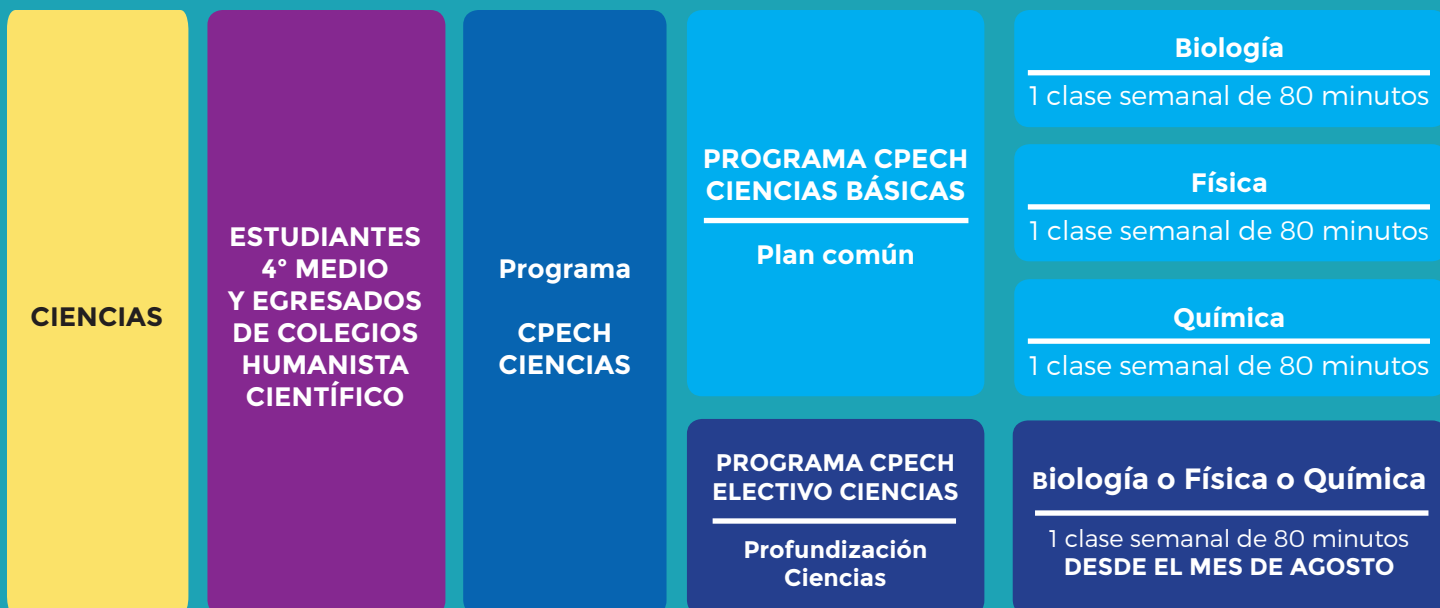 CIENCIAS
ESTUDIANTES
4° MEDIO
Y EGRESADOS
DE COLEGIOS
HUMANISTA
CIENTÍFICO
Programa
CPECH
CIENCIAS
PROGRAMA CPECH
CIENCIAS BÁSICAS
Plan común
Biología
1 clase semanal de 80 minutos
Física
1 clase semanal de 80 minutos
Química
1 clase semanal de 80 minutos
PROGRAMA CPECH
ELECTIVO CIENCIAS
Profundización
Ciencias
Biología o Física o Química
1 clase semanal de 80 minutos
DESDE EL MES DE AGOSTO